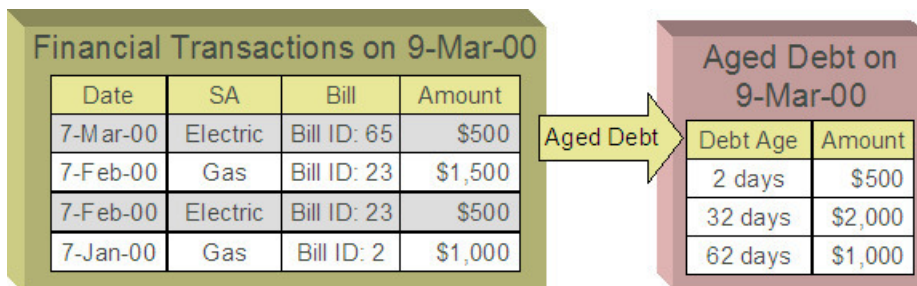 Financial Transactions on 9-Mar-00
Date SA Bill Amount
7-Mar-00 Electric Bill ID: 65 $500
7-Feb-00 Gas Bill ID: 23 $1,500
7-Feb-00 Electric Bill ID: 23 $500
7-Jan-00 Gas Bill ID: 2 $1,000
Aged Debt
Aged Debt on
9-Mar-00
Debt Age Amount
2 days $500
32 days $2,000
62 days $1,000